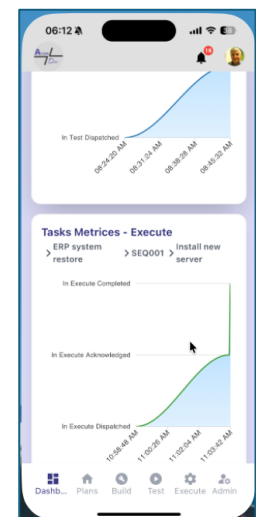 06:12
16
In Test Dispatched
08:24:20 AM
08:31:24 AM
08:38:28 AM
08:45:32 AM
Tasks Metrices - Execute
> ERP system restore > SEQ001 > Install new server
In Execute Completed
In Execute Acknowledged
In Execute Dispatched
10:58:48 AM
11:00:26 AM
11:02:04 AM
11:03:42 AM
Dashb... Plans Build Test Execute Admin